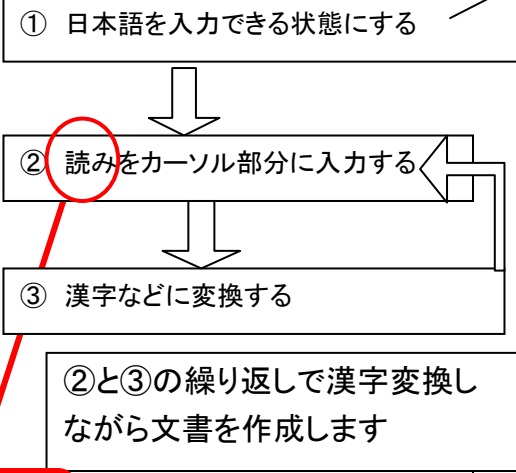 ① 日本語を入力できる状態にする
② 読みをカーソル部分に入力する
③ 漢字などに変換する
②と③の繰り返しで漢字変換し
ながら文書を作成します